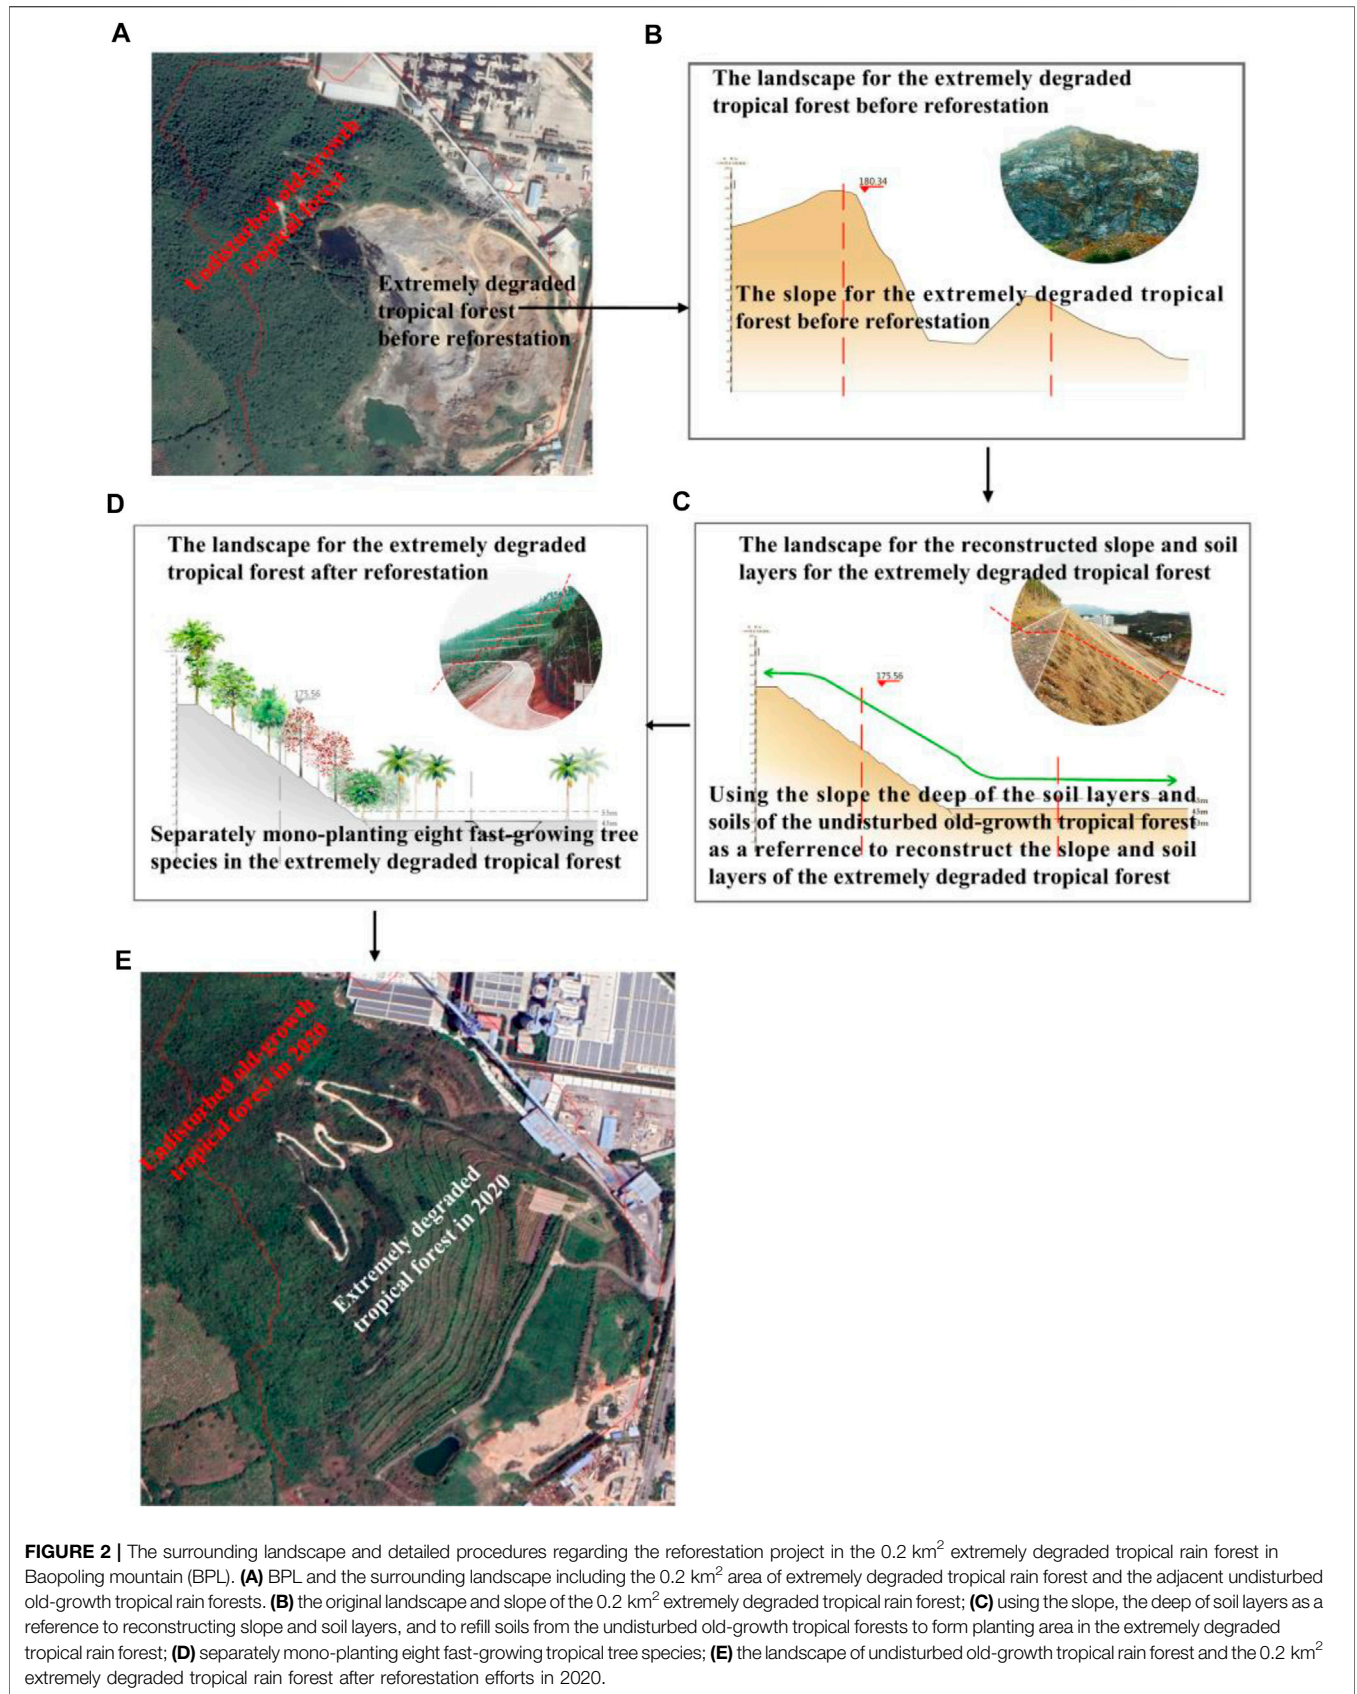 A
Undisturbed old-growth
tropical forest
Extremely degraded
tropical forest
before reforestation
B
The landscape for the extremely degraded
tropical forest before reforestation
180.34
The slope for the extremely degraded tropical
forest before reforestation
D
The landscape for the extremely degraded
tropical forest after reforestation
175.56
Separately mono-planting eight fast-growing tree
species in the extremely degraded tropical forest
C
The landscape for the reconstructed slope and soil
layers for the extremely degraded tropical forest
175.56
Using the slope the deep of the soil layers and
soils of the undisturbed old-growth tropical forest
as a referrence to reconstruct the slope and soil
layers of the extremely degraded tropical forest
E
Undisturbed old-growth
tropical forest in 2020
Extremely degraded
tropical forest in 2020
FIGURE 2 | The surrounding landscape and detailed procedures regarding the reforestation project in the 0.2 km² extremely degraded tropical rain forest in
Baopoling mountain (BPL). (A) BPL and the surrounding landscape including the 0.2 km² area of extremely degraded tropical rain forest and the adjacent undisturbed
old-growth tropical rain forests. (B) the original landscape and slope of the 0.2 km² extremely degraded tropical rain forest; (C) using the slope, the deep of soil layers as a
reference to reconstructing slope and soil layers, and to refill soils from the undisturbed old-growth tropical forests to form planting area in the extremely degraded
tropical rain forest; (D) separately mono-planting eight fast-growing tropical tree species; (E) the landscape of undisturbed old-growth tropical rain forest and the 0.2 km²
extremely degraded tropical rain forest after reforestation efforts in 2020.